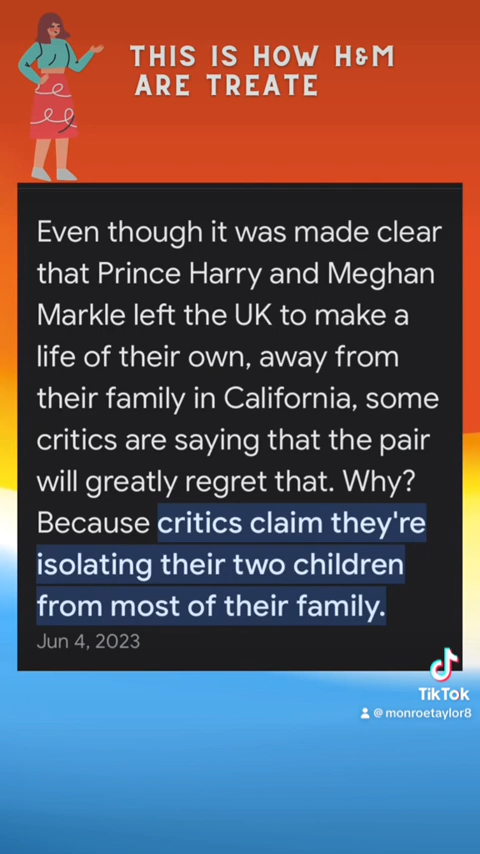 THIS IS HOW H&M
ARE TREATE
Even though it was made clear
that Prince Harry and Meghan
Markle left the UK to make a
life of their own, away from
their family in California, some
critics are saying that the pair
will greatly regret that. Why?
Because critics claim they're
isolating their two children
from most of their family.
Jun 4, 2023
TikTok
@monroetaylor8